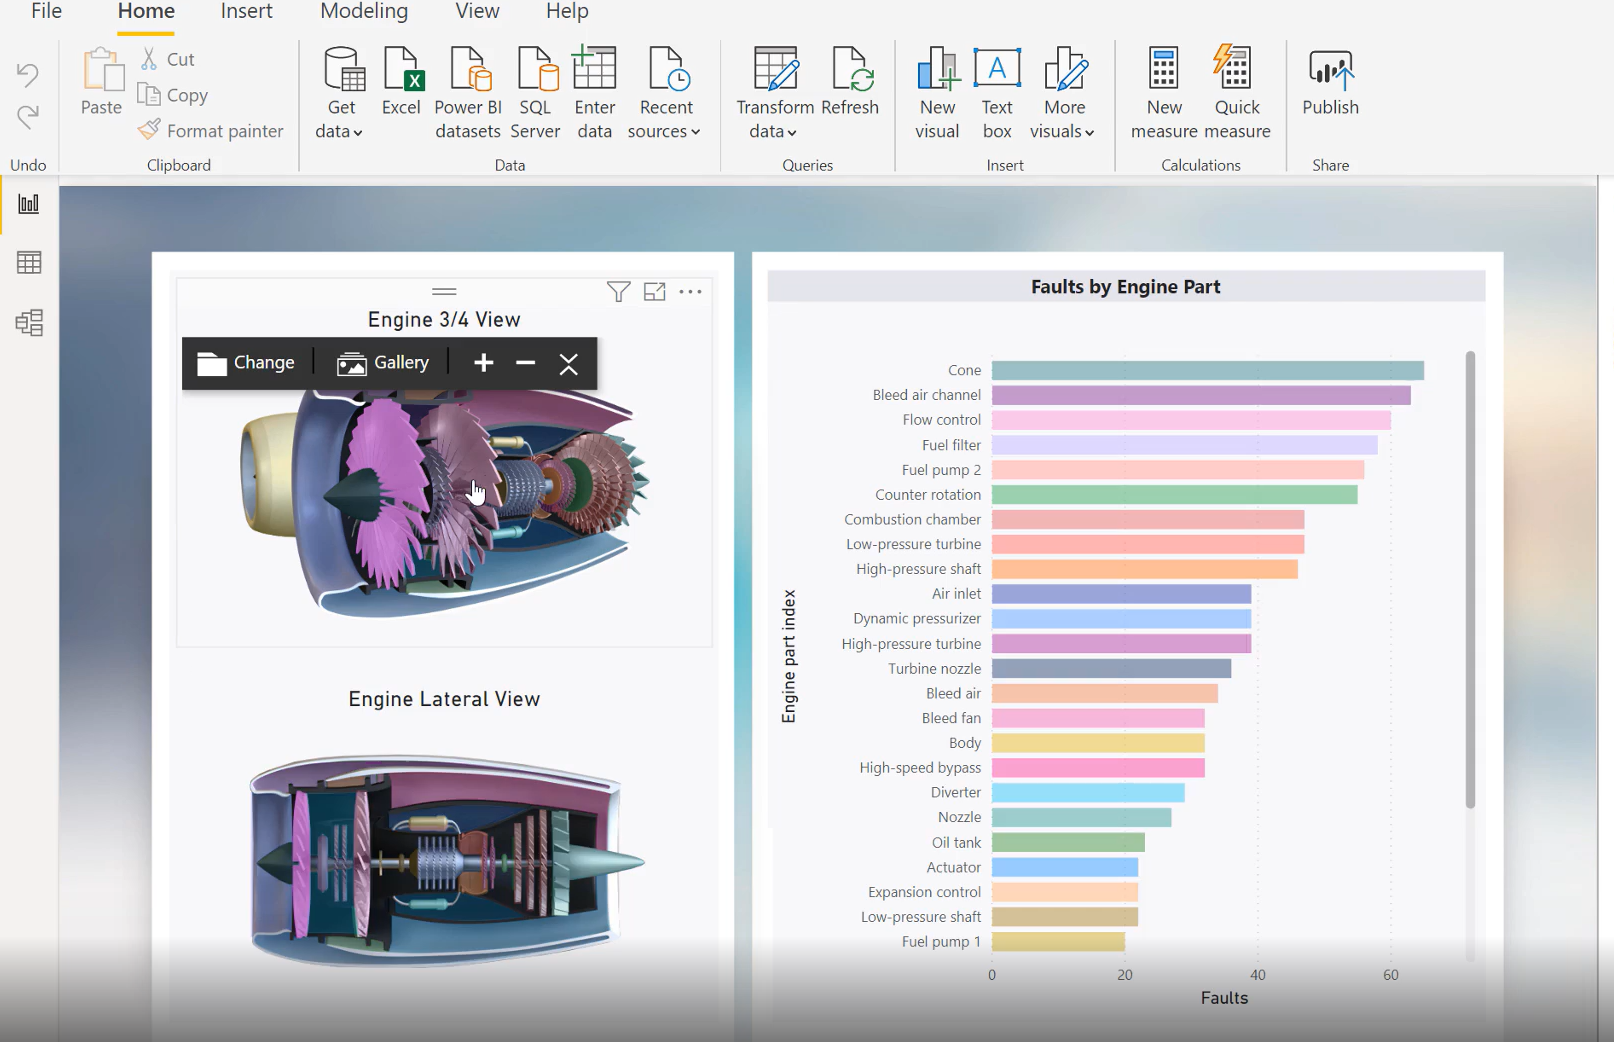 File Home Insert Modeling View Help
Cut
Copy
Format painter
Paste
Get data
Excel
Power BI datasets
SQL Server
Enter data
Recent sources
Transform data
Refresh
New visual
Text box
More visuals
New measure
Quick measure
Publish
Undo
Clipboard
Data
Queries
Insert
Calculations
Share
Engine 3/4 View
Change
Gallery
Engine Lateral View
Faults by Engine Part
Engine part index
Cone
Bleed air channel
Flow control
Fuel filter
Fuel pump 2
Counter rotation
Combustion chamber
Low-pressure turbine
High-pressure shaft
Air inlet
Dynamic pressurizer
High-pressure turbine
Turbine nozzle
Bleed air
Bleed fan
Body
High-speed bypass
Diverter
Nozzle
Oil tank
Actuator
Expansion control
Low-pressure shaft
Fuel pump 1
0 20 40 60
Faults